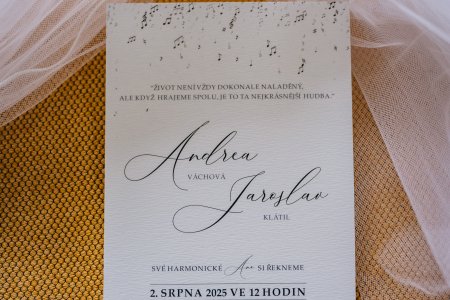 "ŽIVOT NENÍ VŽDY DOKONALE NALADĚNÝ,
ALE KDYŽ HRAJEME SPOLU, JE TO TA NEJKRÁSNĚJŠÍ HUDBA."
Andrea
VÁCHOVÁ
Jaroslav
KLÁTIL
SVÉ HARMONICKÉ Ano SI ŘEKNEME
2. SRPNA 2025 VE 12 HODIN